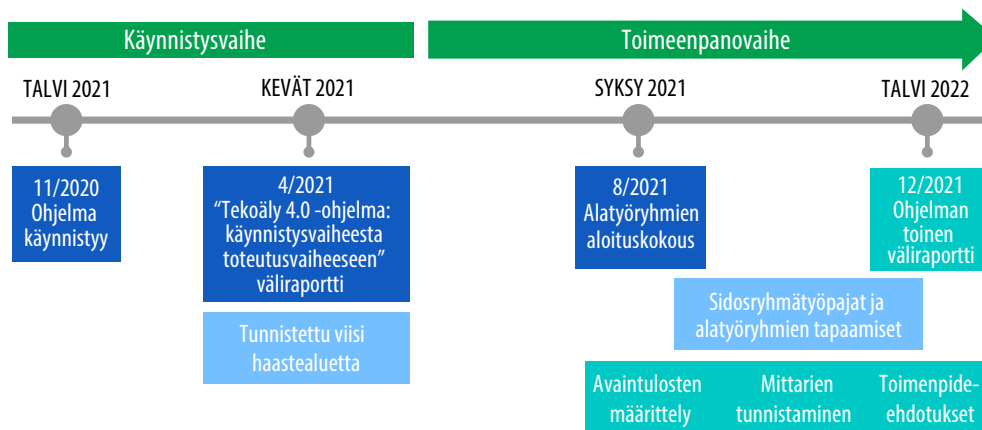 Käynnistysvaihe
Toimeenpanovaihe
TALVI 2021
KEVÄT 2021
SYKSY 2021
TALVI 2022
11/2020
Ohjelma
käynnistyy
4/2021
“Tekoäly 4.0 -ohjelma:
käynnistysvaiheesta
toteutusvaiheeseen”
väliraportti
8/2021
Alatyöryhmien
aloituskokous
12/2021
Ohjelman
toinen
väliraportti
Tunnistettu viisi
haastealuetta
Sidosryhmätyöpajat ja
alatyöryhmien tapaamiset
Avaintulosten
määrittely
Mittarien
tunnistaminen
Toimenpide-
ehdotukset